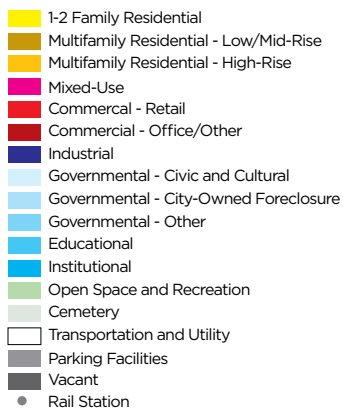 1-2 Family Residential
Multifamily Residential - Low/Mid-Rise
Multifamily Residential - High-Rise
Mixed-Use
Commercal - Retail
Commercial - Office/Other
Industrial
Governmental - Civic and Cultural
Governmental - City-Owned Foreclosure
Governmental - Other
Educational
Institutional
Open Space and Recreation
Cemetery
Transportation and Utility
Parking Facilities
Vacant
Rail Station